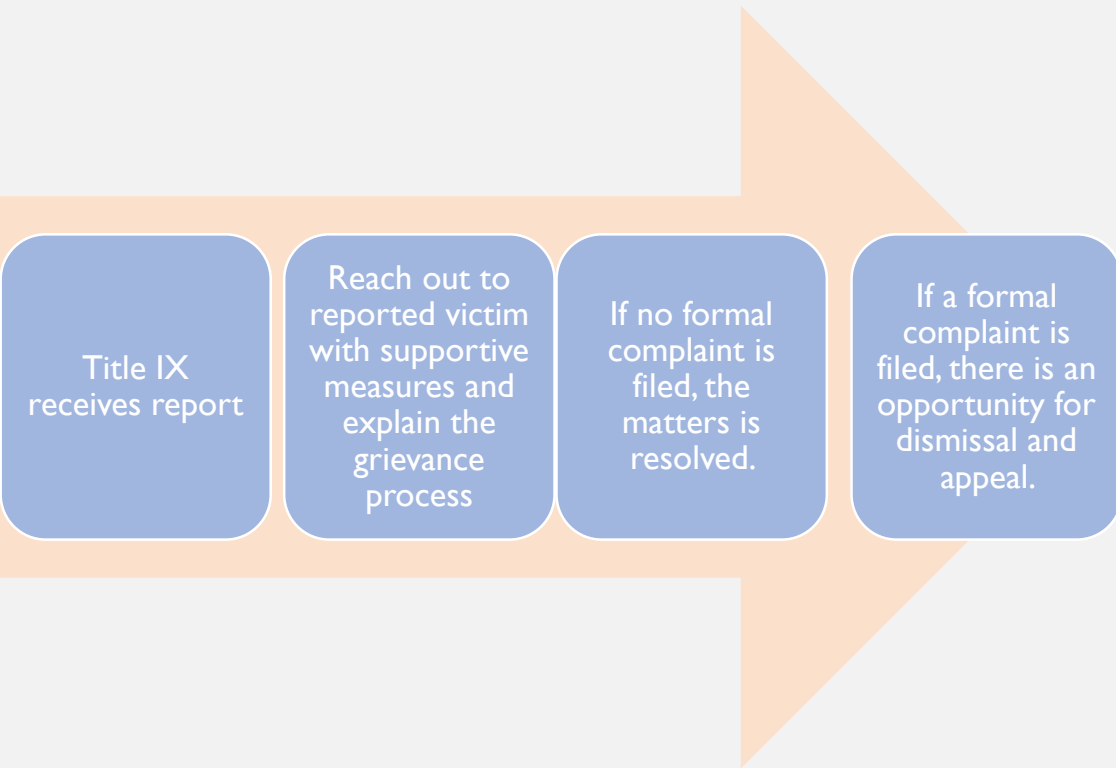 Title IX
receives report
Reach out to
reported victim
with supportive
measures and
explain the
grievance
process
If no formal
complaint is
filed, the
matters is
resolved.
If a formal
complaint is
filed, there is an
opportunity for
dismissal and
appeal.